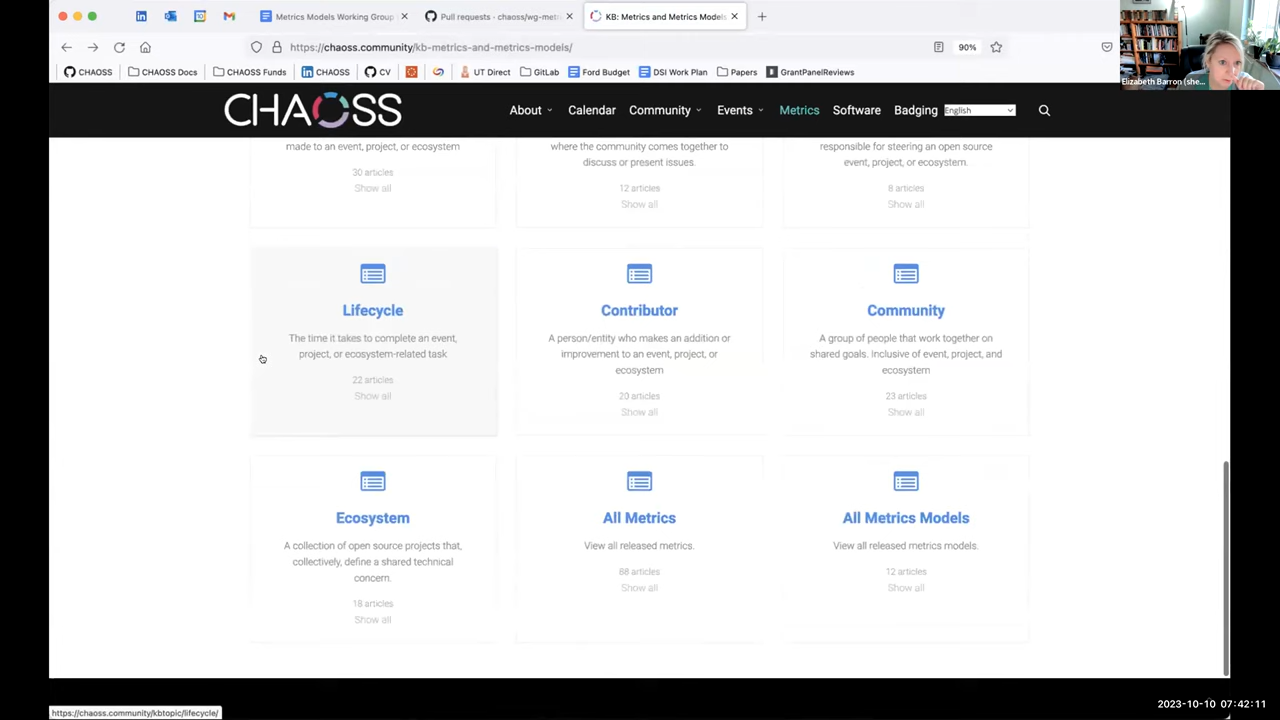 Metrics Models Working Group
Pull requests · chaoss/wg-metri
KB: Metrics and Metrics Models
https://chaoss.community/kb-metrics-and-metrics-models/
90%
CHAOSS
CHAOSS Docs
CHAOSS Funds
CHAOSS
CV
UT Direct
GitLab
Ford Budget
DSI Work Plan
Papers
GrantPanelReviews
Elizabeth Barron (she...
CHAOSS
About
Calendar
Community
Events
Metrics
Software
Badging
English
made to an event, project, or ecosystem
30 articles
Show all
where the community comes together to
discuss or present issues.
12 articles
Show all
responsible for steering an open source
event, project, or ecosystem.
8 articles
Show all
Lifecycle
The time it takes to complete an event,
project, or ecosystem-related task
22 articles
Show all
Contributor
A person/entity who makes an addition or
improvement to an event, project, or
ecosystem
20 articles
Show all
Community
A group of people that work together on
shared goals. Inclusive of event, project, and
ecosystem
23 articles
Show all
Ecosystem
A collection of open source projects that,
collectively, define a shared technical
concern.
18 articles
Show all
All Metrics
View all released metrics.
88 articles
Show all
All Metrics Models
View all released metrics models.
12 articles
Show all
https://chaoss.community/kbtopic/lifecycle/
2023-10-10 07:42:11